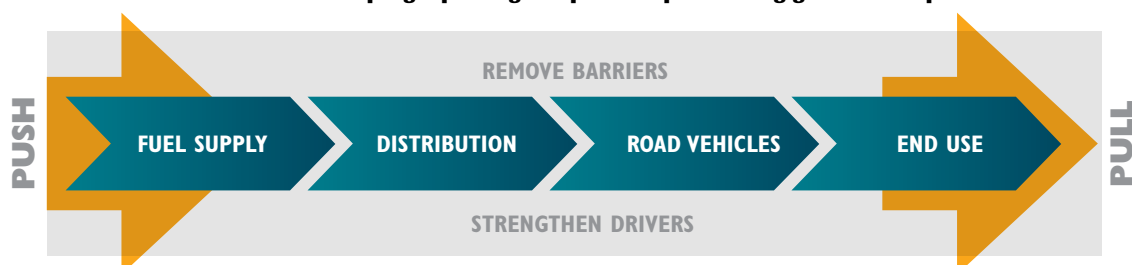 REMOVE BARRIERS
PUSH
FUEL SUPPLY
DISTRIBUTION
ROAD VEHICLES
END USE
PULL
STRENGTHEN DRIVERS